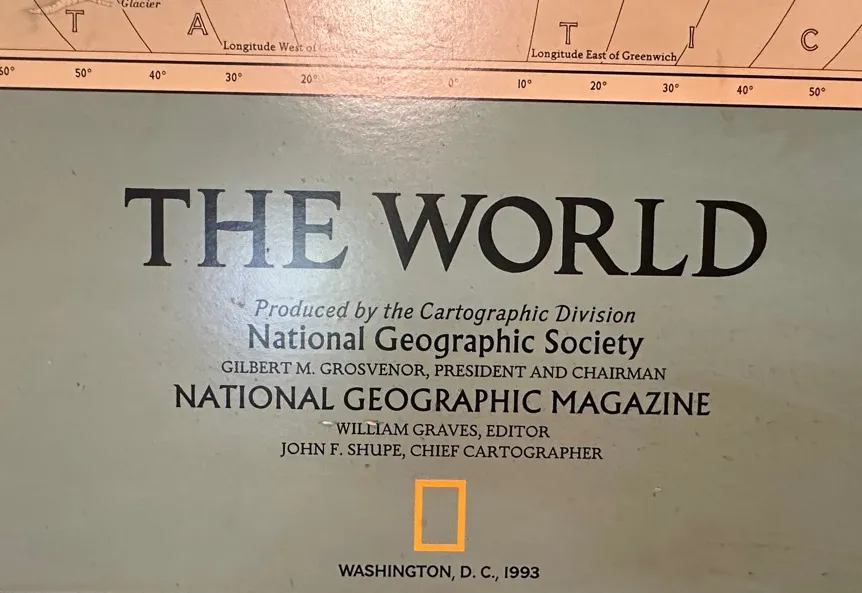 Glacier
T A T I C
Longitude West of
Longitude East of Greenwich
50° 40° 30° 20° 0° 10° 20° 30° 40° 50°
THE WORLD
Produced by the Cartographic Division
National Geographic Society
GILBERT M. GROSVENOR, PRESIDENT AND CHAIRMAN
NATIONAL GEOGRAPHIC MAGAZINE
WILLIAM GRAVES, EDITOR
JOHN F. SHUPE, CHIEF CARTOGRAPHER
WASHINGTON, D. C., 1993